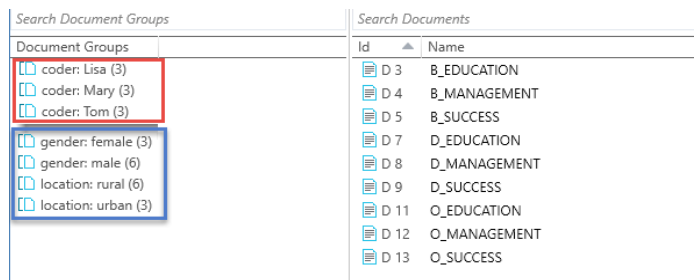 Search Document Groups
Document Groups
coder: Lisa (3)
coder: Mary (3)
coder: Tom (3)
gender: female (3)
gender: male (6)
location: rural (6)
location: urban (3)
Search Documents
Id Name
D 3 B_EDUCATION
D 4 B_MANAGEMENT
D 5 B_SUCCESS
D 7 D_EDUCATION
D 8 D_MANAGEMENT
D 9 D_SUCCESS
D 11 O_EDUCATION
D 12 O_MANAGEMENT
D 13 O_SUCCESS